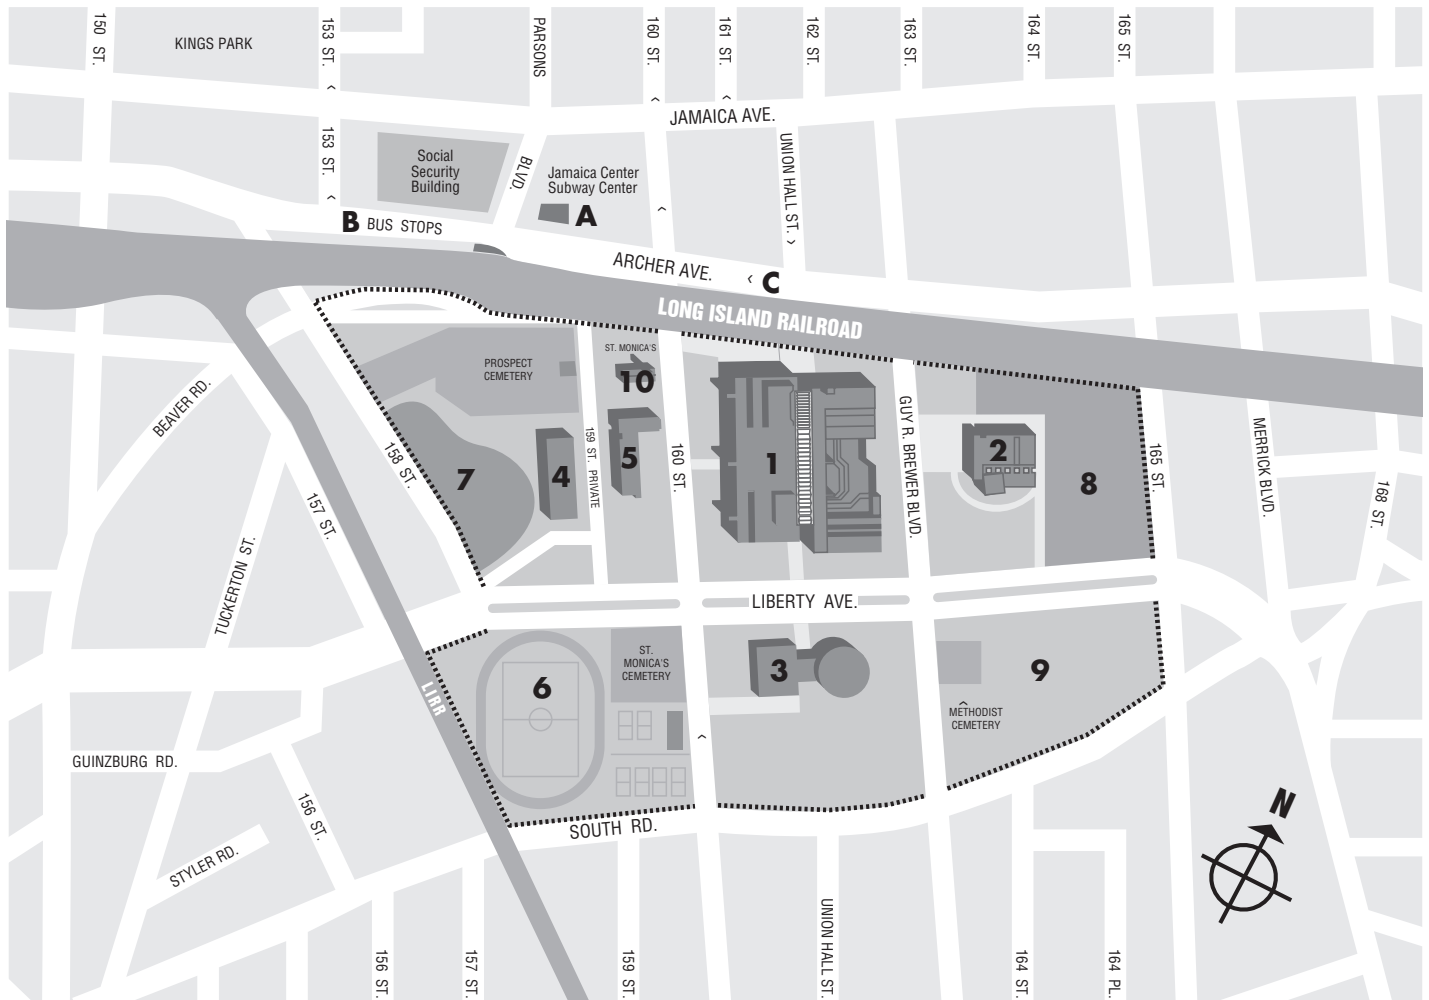 150 ST.
KINGS PARK
153 ST.
PARSONS
160 ST.
161 ST.
162 ST.
163 ST.
164 ST.
165 ST.
JAMAICA AVE.
153 ST.
Social
Security
Building
BLVD.
Jamaica Center
Subway Center
A
UNION HALL ST.
B
BUS STOPS
ARCHER AVE.
C
LONG ISLAND RAILROAD
PROSPECT
CEMETERY
ST. MONICA'S
10
BEAVER RD.
158 ST.
7
4
159 ST. PRIVATE
5
160 ST.
1
GUY R. BREWER BLVD.
2
8
165 ST.
MERRICK BLVD.
168 ST.
157 ST.
TUCKERTON ST.
LIBERTY AVE.
LIRR
6
ST.
MONICA'S
CEMETERY
3
9
METHODIST
CEMETERY
GUINZBURG RD.
156 ST.
STYLER RD.
SOUTH RD.
N
156 ST.
157 ST.
159 ST.
UNION HALL ST.
164 ST.
164 PL.